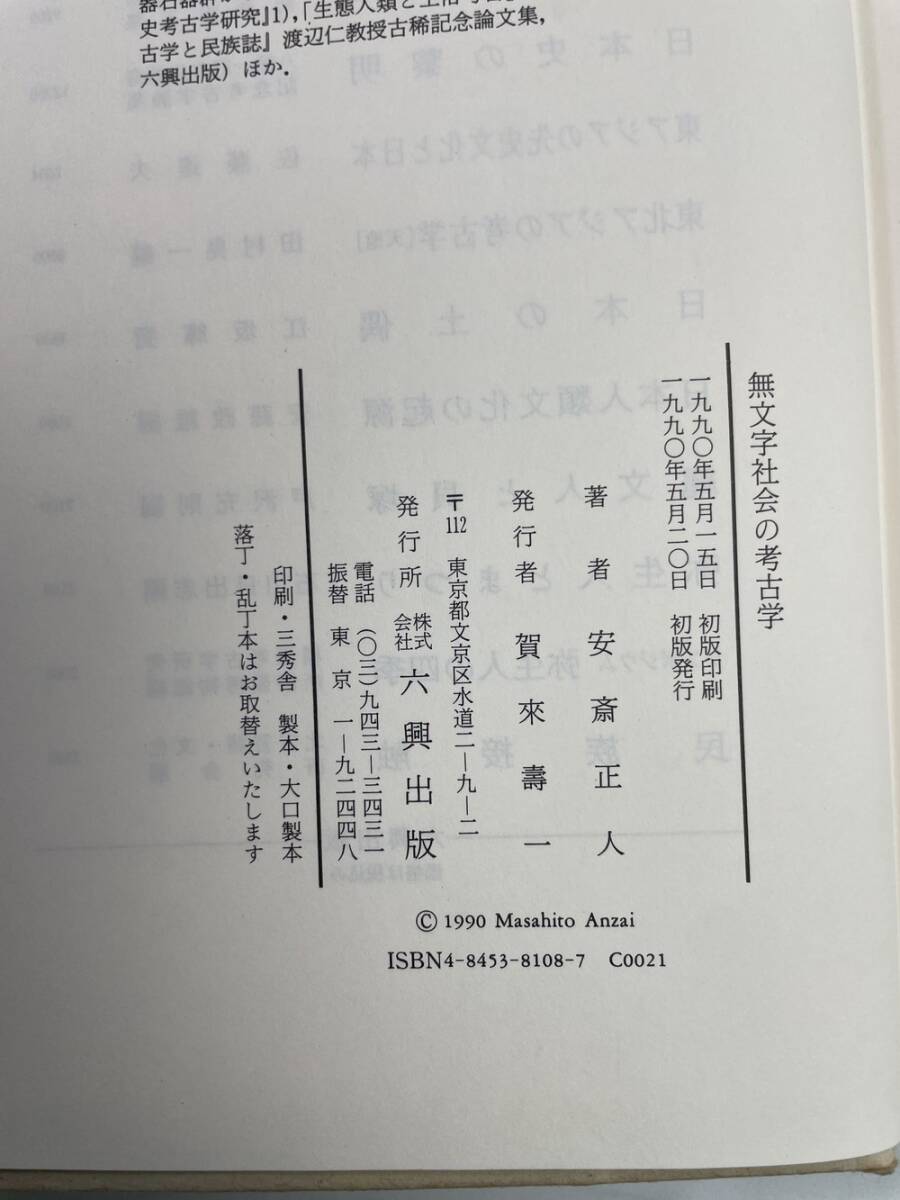 史考古学研究』1），「生態人類と
古学と民族誌』渡辺仁教授古稀記念論文集，
六興出版）ほか．
無文字社会の考古学
一九九〇年五月一五日　初版印刷
一九九〇年五月二〇日　初版発行
著者　安斎正人
発行者　賀來壽一
〒112　東京都文京区水道二―九―二
発行所　株式会社　六興出版
電話（〇三）九四三―三四三一
振替　東京　一―九二四四八
印刷・三秀舎　製本・大口製本
落丁・乱丁本はお取替えいたします
© 1990 Masahito Anzai
ISBN4-8453-8108-7　C0021